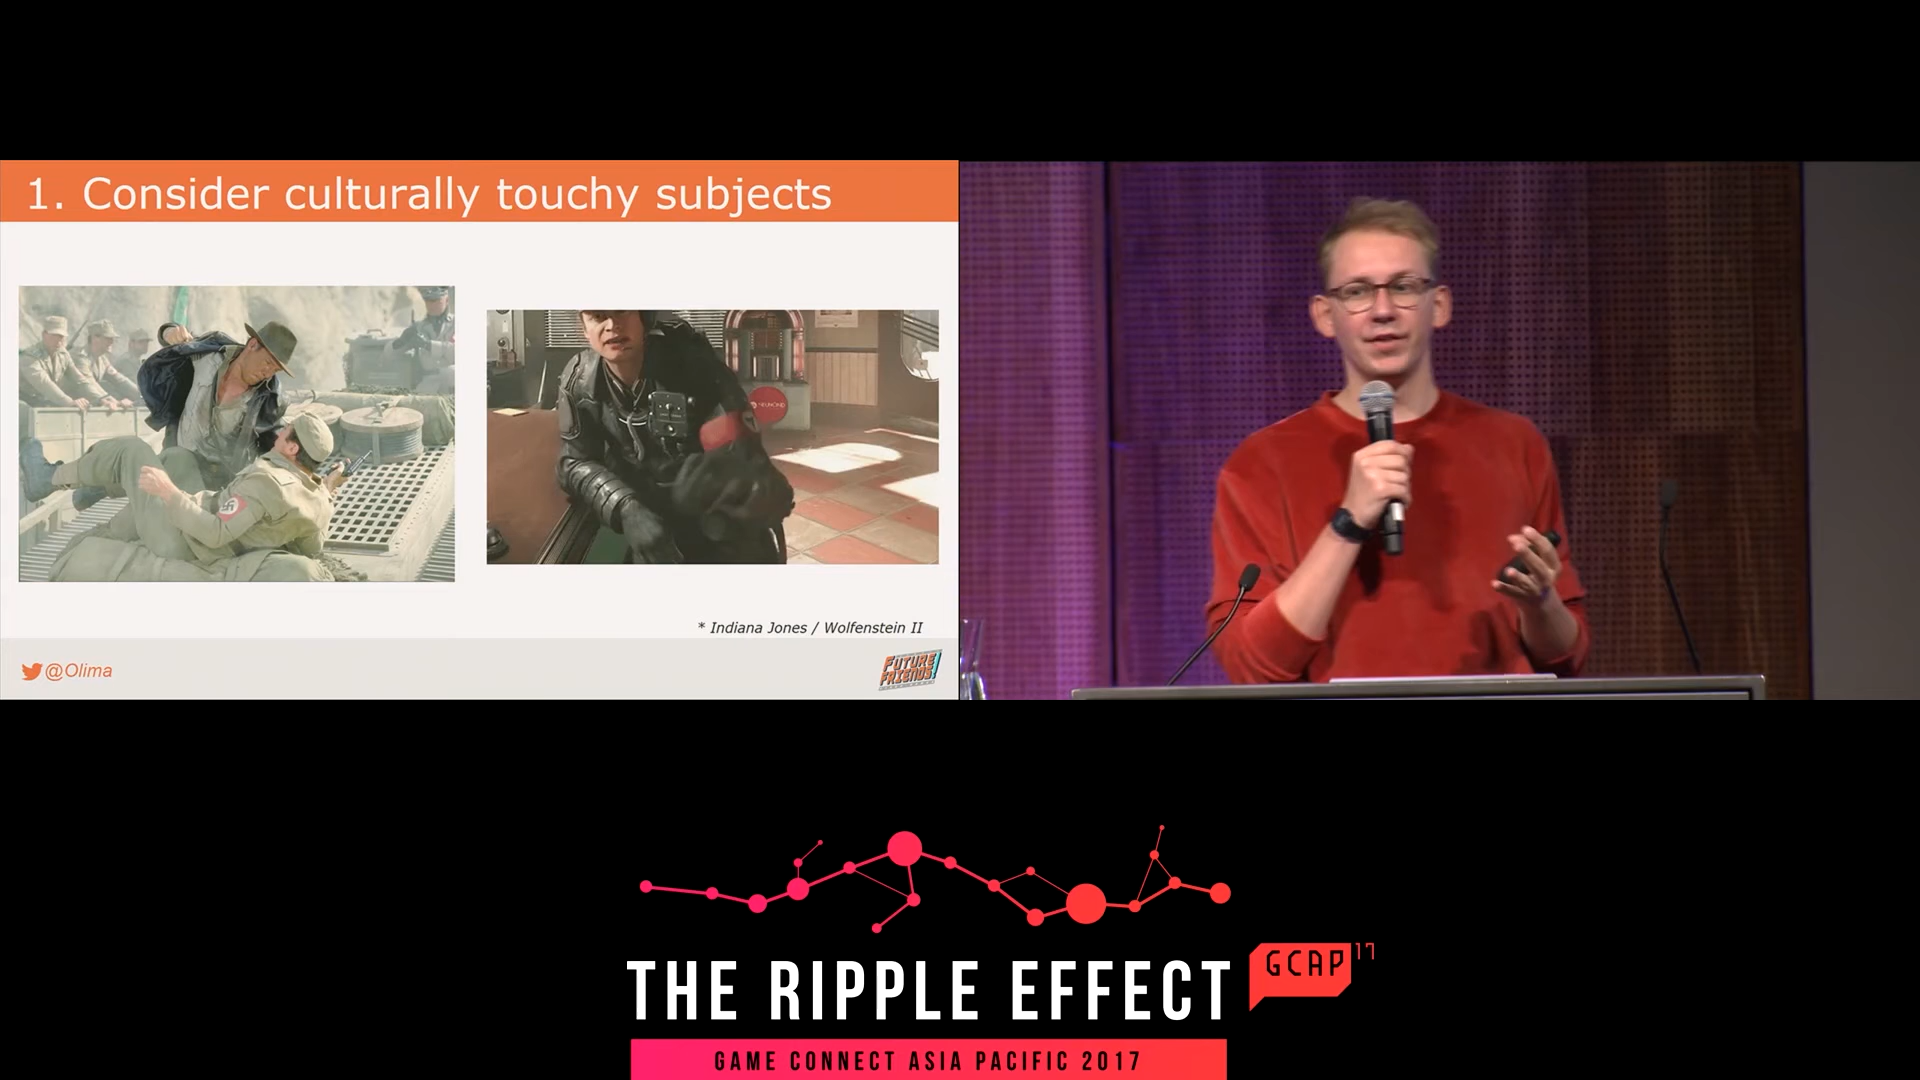 1. Consider culturally touchy subjects
NEUMOND
* Indiana Jones / Wolfenstein II
@Olima
FUTURE
FRIENDS!
THE RIPPLE EFFECT
GCAP 17
GAME CONNECT ASIA PACIFIC 2017